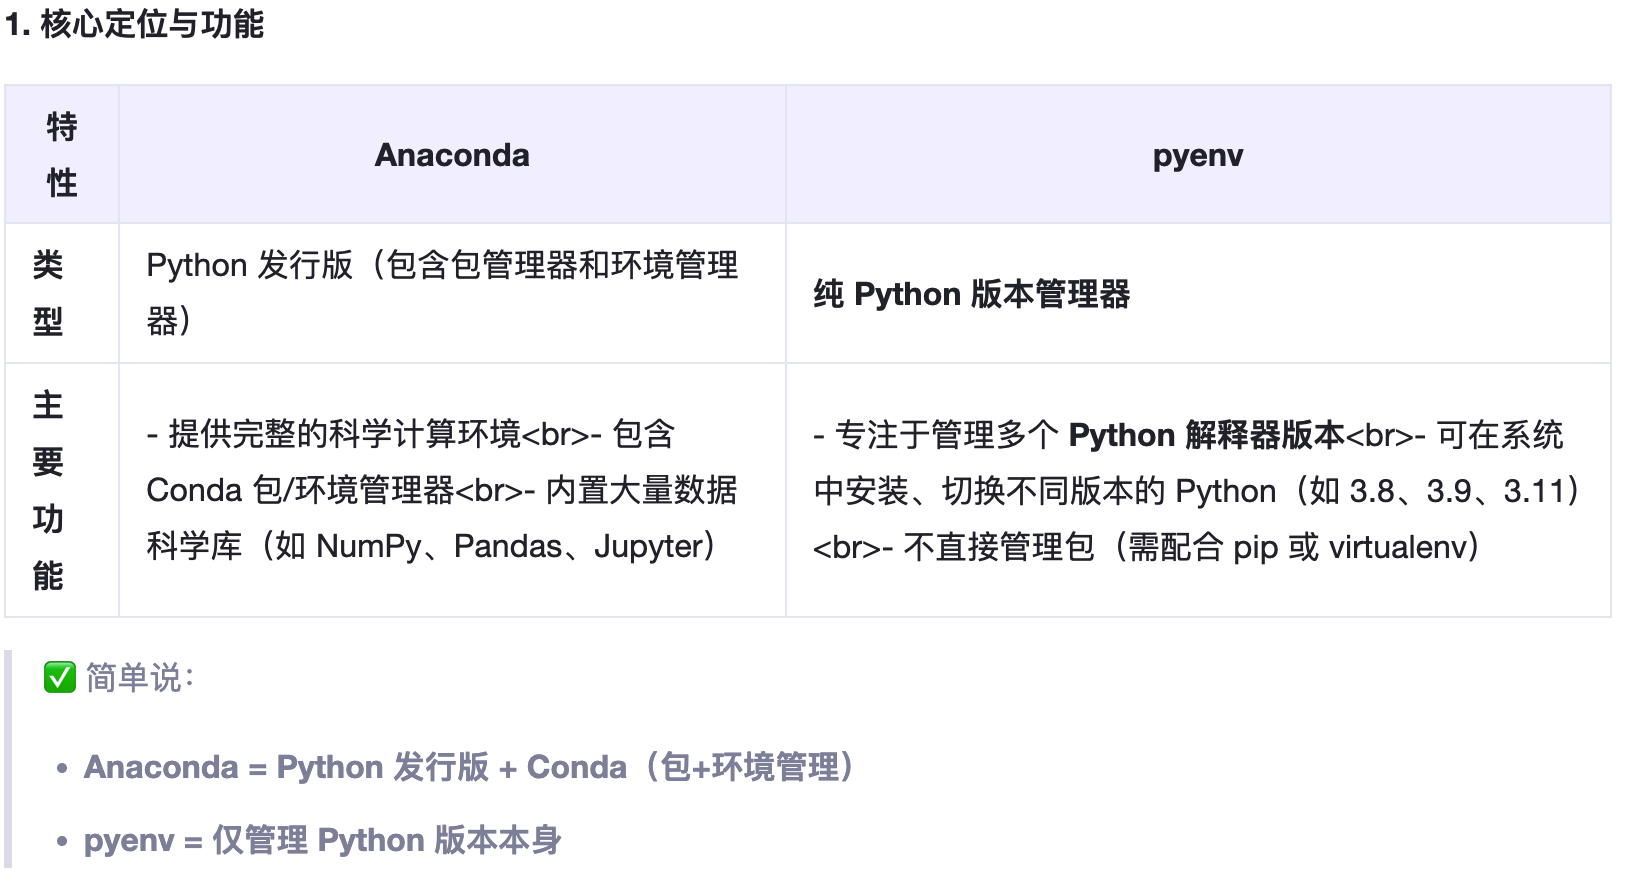 1. 核心定位与功能
特
性
Anaconda
pyenv
类
型
Python 发行版（包含包管理器和环境管理
器）
纯 Python 版本管理器
主
要
功
能
- 提供完整的科学计算环境<br>- 包含
Conda 包/环境管理器<br>- 内置大量数据
科学库（如 NumPy、Pandas、Jupyter）
- 专注于管理多个 Python 解释器版本<br>- 可在系统
中安装、切换不同版本的 Python（如 3.8、3.9、3.11）
<br>- 不直接管理包（需配合 pip 或 virtualenv）
✅ 简单说：
• Anaconda = Python 发行版 + Conda（包+环境管理）
• pyenv = 仅管理 Python 版本本身